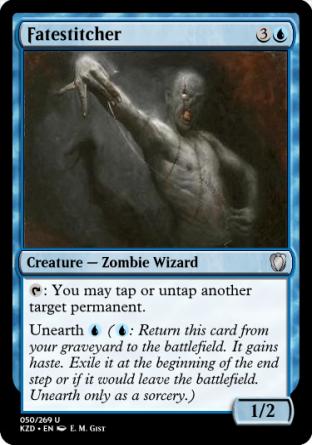 Fatestitcher 3
Creature — Zombie Wizard
: You may tap or untap another
target permanent.
Unearth (: Return this card from
your graveyard to the battlefield. It gains
haste. Exile it at the beginning of the end
step or if it would leave the battlefield.
Unearth only as a sorcery.)
1/2
050/269 U
KZD • EN E. M. Gist